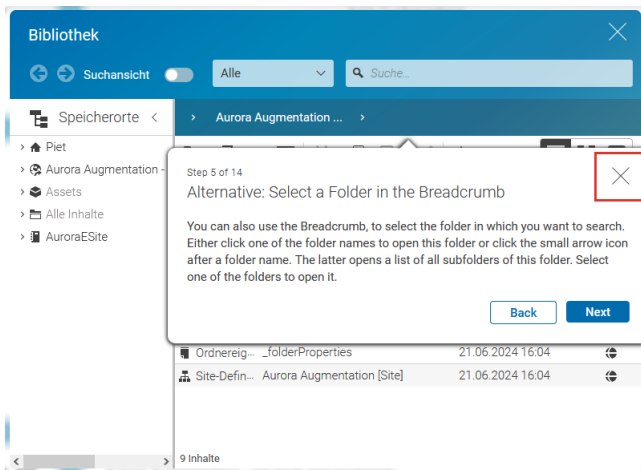 Bibliothek
Suchansicht
Alle
Suche...
Speicherorte
Aurora Augmentation ...
Piet
Aurora Augmentation -
Assets
Alle Inhalte
AuroraESite
Step 5 of 14
Alternative: Select a Folder in the Breadcrumb
You can also use the Breadcrumb, to select the folder in which you want to search.
Either click one of the folder names to open this folder or click the small arrow icon
after a folder name. The latter opens a list of all subfolders of this folder. Select
one of the folders to open it.
Back
Next
Ordnereig... _folderProperties 21.06.2024 16:04
Site-Defin... Aurora Augmentation [Site] 21.06.2024 16:04
9 Inhalte